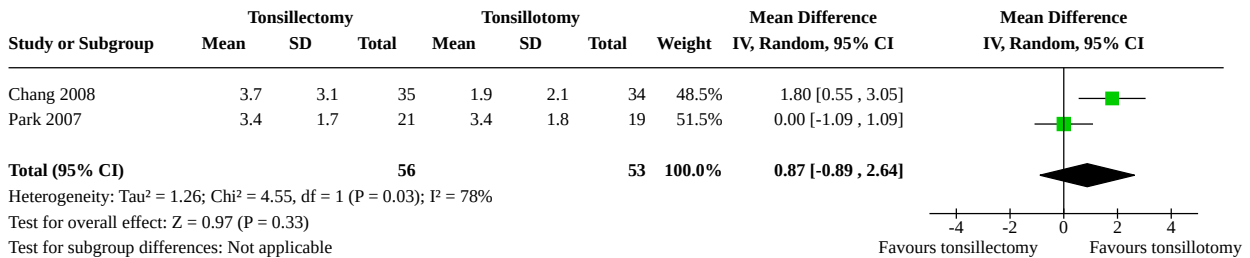 Tonsillectomy Tonsillotomy Mean Difference Mean Difference
Study or Subgroup Mean SD Total Mean SD Total Weight IV, Random, 95% CI IV, Random, 95% CI
Chang 2008 3.7 3.1 35 1.9 2.1 34 48.5% 1.80 [0.55 , 3.05]
Park 2007 3.4 1.7 21 3.4 1.8 19 51.5% 0.00 [-1.09 , 1.09]
Total (95% CI) 56 53 100.0% 0.87 [-0.89 , 2.64]
Heterogeneity: Tau² = 1.26; Chi² = 4.55, df = 1 (P = 0.03); I² = 78%
Test for overall effect: Z = 0.97 (P = 0.33)
-4 -2 0 2 4
Test for subgroup differences: Not applicable
Favours tonsillectomy Favours tonsillotomy